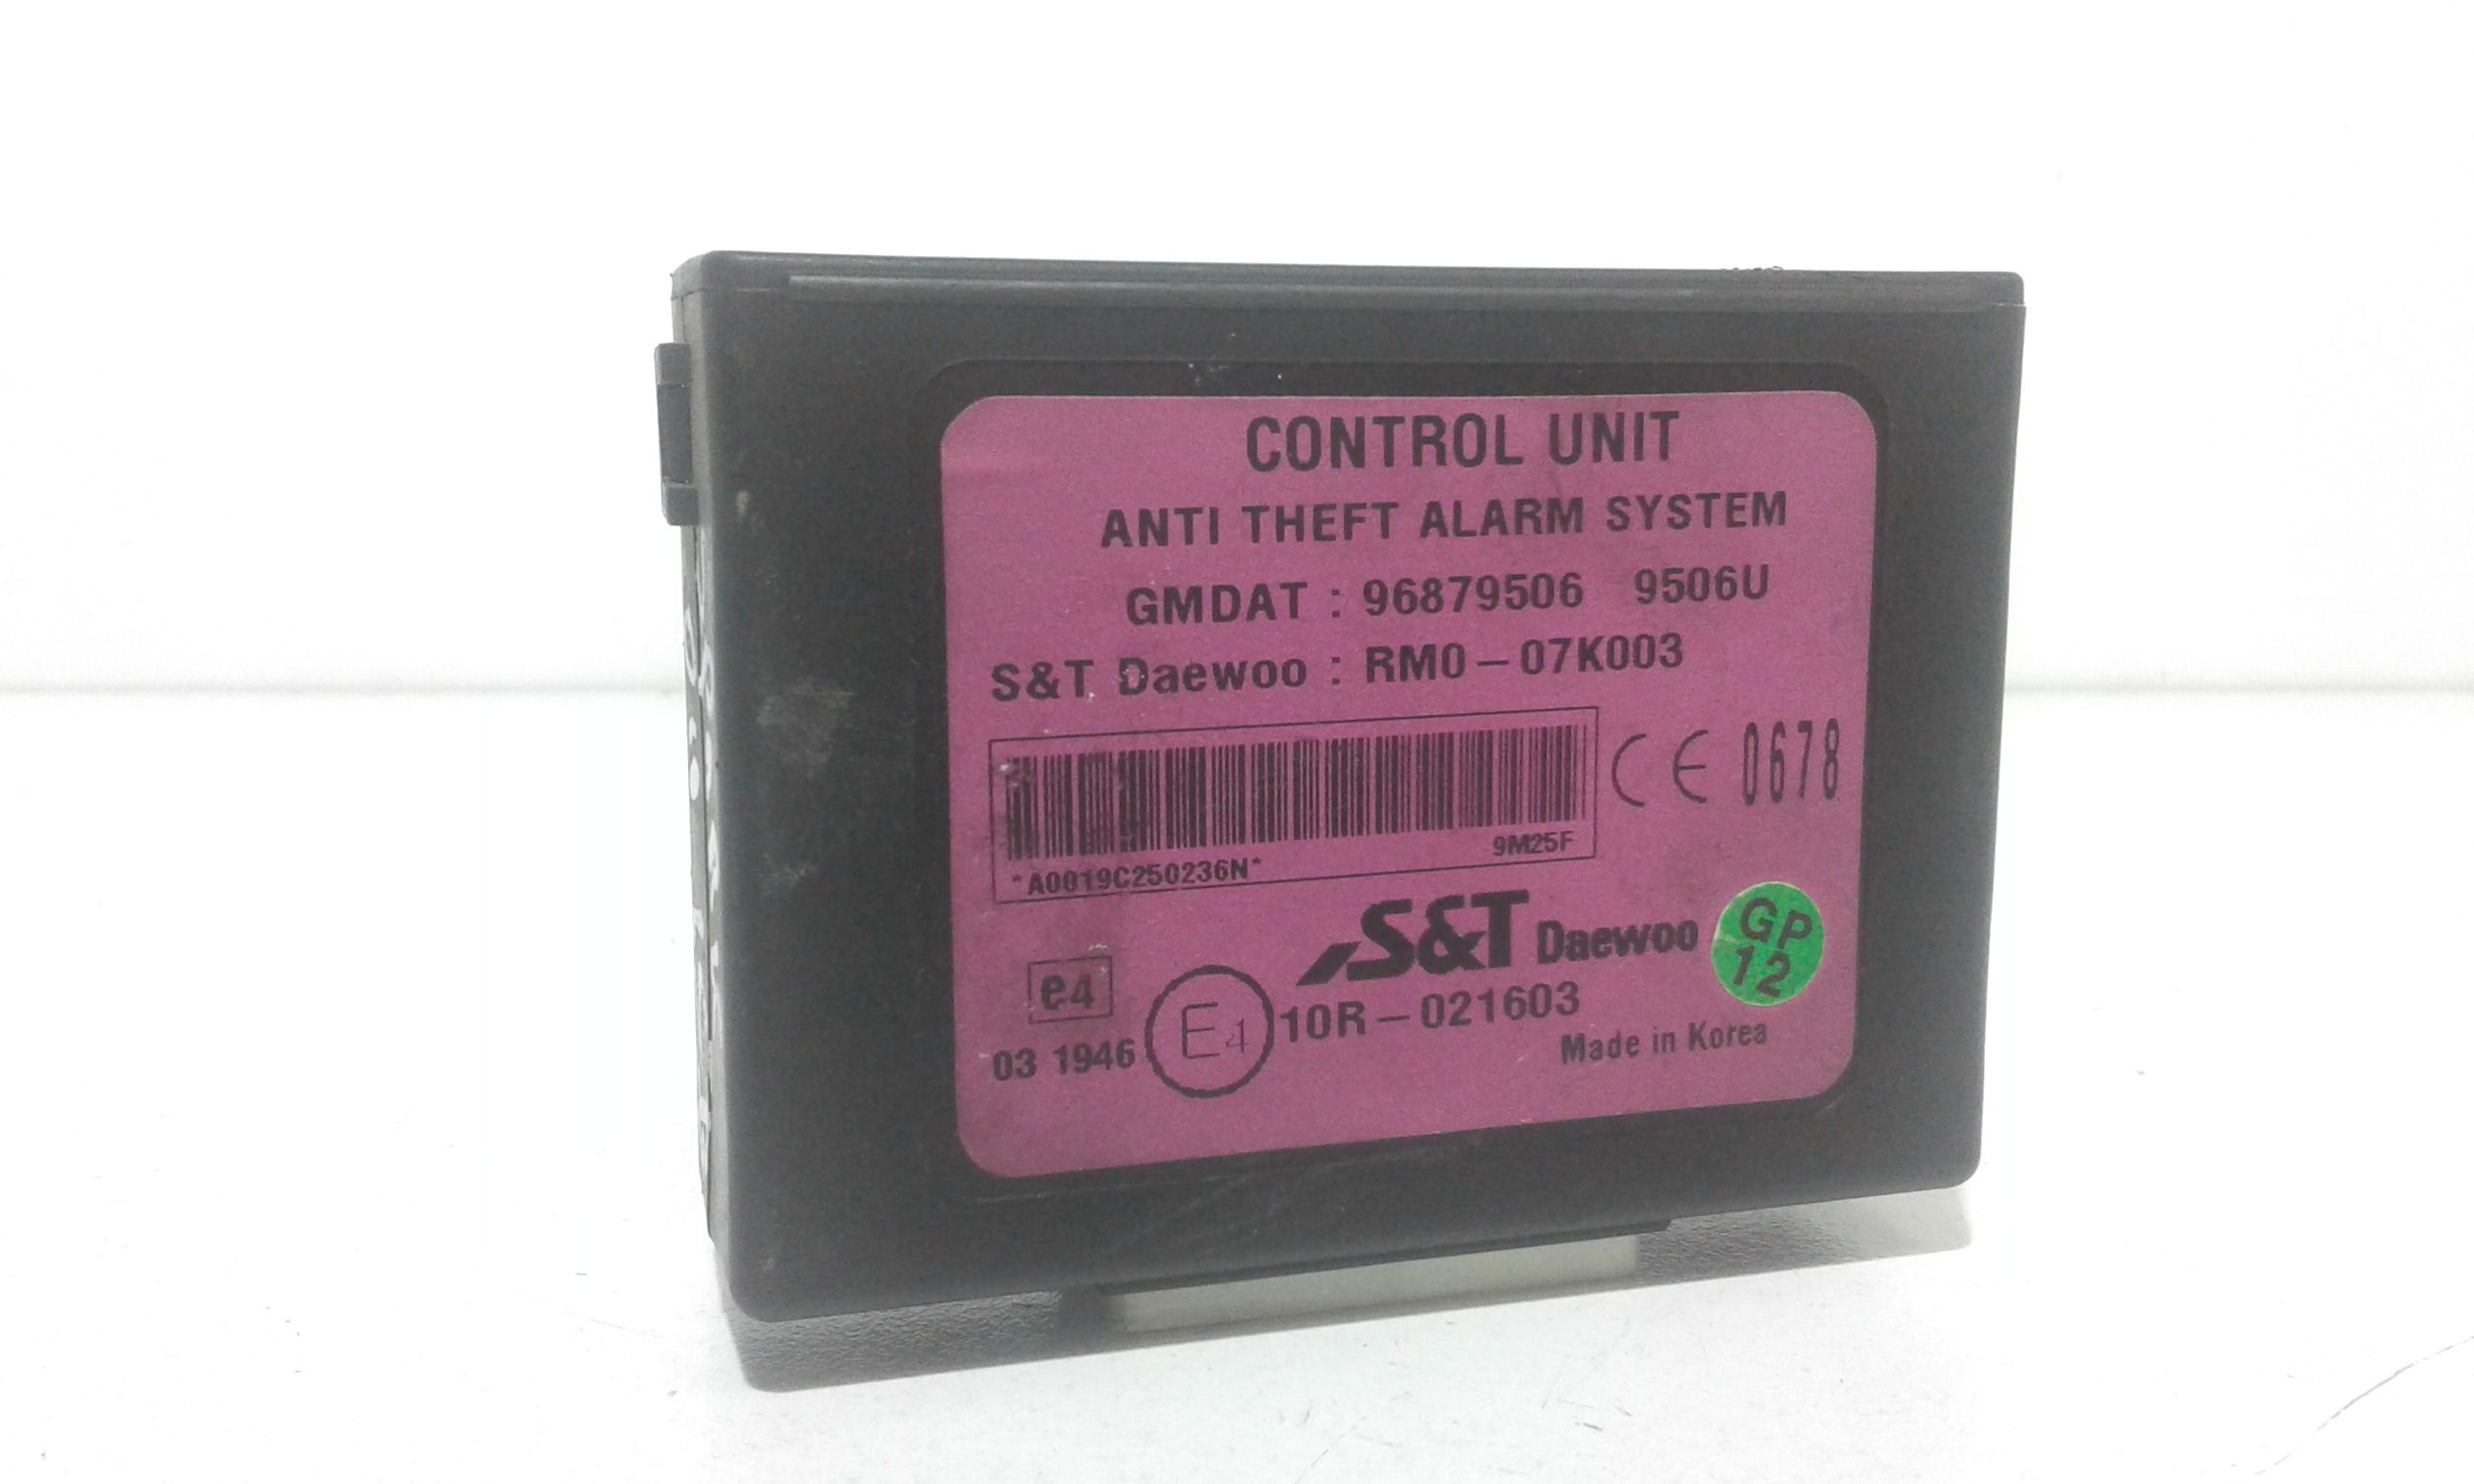 CONTROL UNIT
ANTI THEFT ALARM SYSTEM
GMDAT : 96879506 9506U
S&T Daewoo : RM0-07K003
CE 0678
9M25F
*A0019C250236N*
S&T Daewoo
GP
12
e4
03 1946
E4
10R-021603
Made in Korea